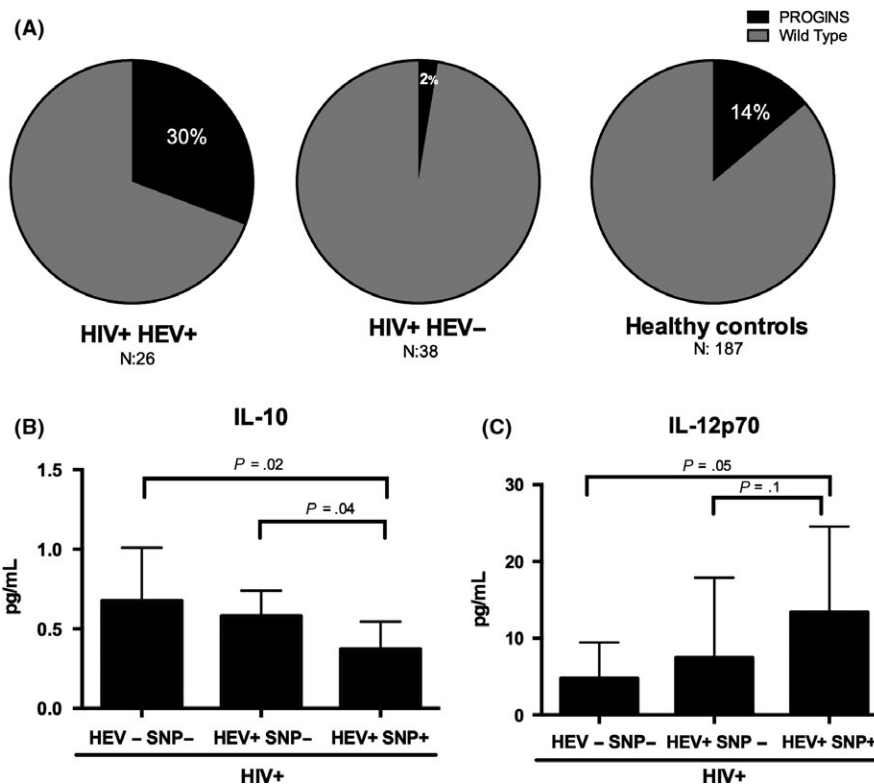 (A)
PROGINS
Wild Type
30%
2%
14%
HIV+ HEV+
N:26
HIV+ HEV–
N:38
Healthy controls
N: 187
(B)
IL-10
P = .02
P = .04
1.5
1.0
0.5
0.0
pg/mL
HEV – SNP–
HEV+ SNP–
HEV+ SNP+
HIV+
(C)
IL-12p70
P = .05
P = .1
30
20
10
0
pg/mL
HEV – SNP–
HEV+ SNP –
HEV+ SNP+
HIV+